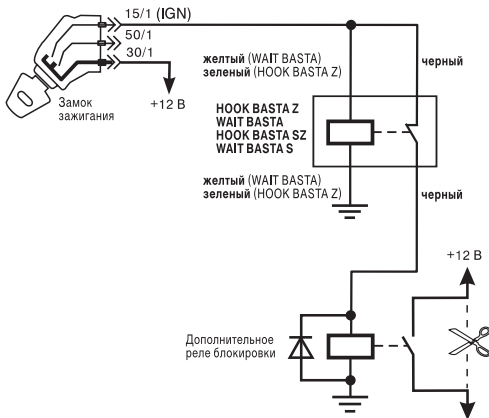 15/1 (IGN)
50/1
30/1
+12 В
Замок
зажигания
желтый (WAIT BASTA)
зеленый (HOOK BASTA Z)
черный
HOOK BASTA Z
WAIT BASTA
HOOK BASTA SZ
WAIT BASTA S
желтый (WAIT BASTA)
зеленый (HOOK BASTA Z)
черный
+12 В
Дополнительное
реле блокировки